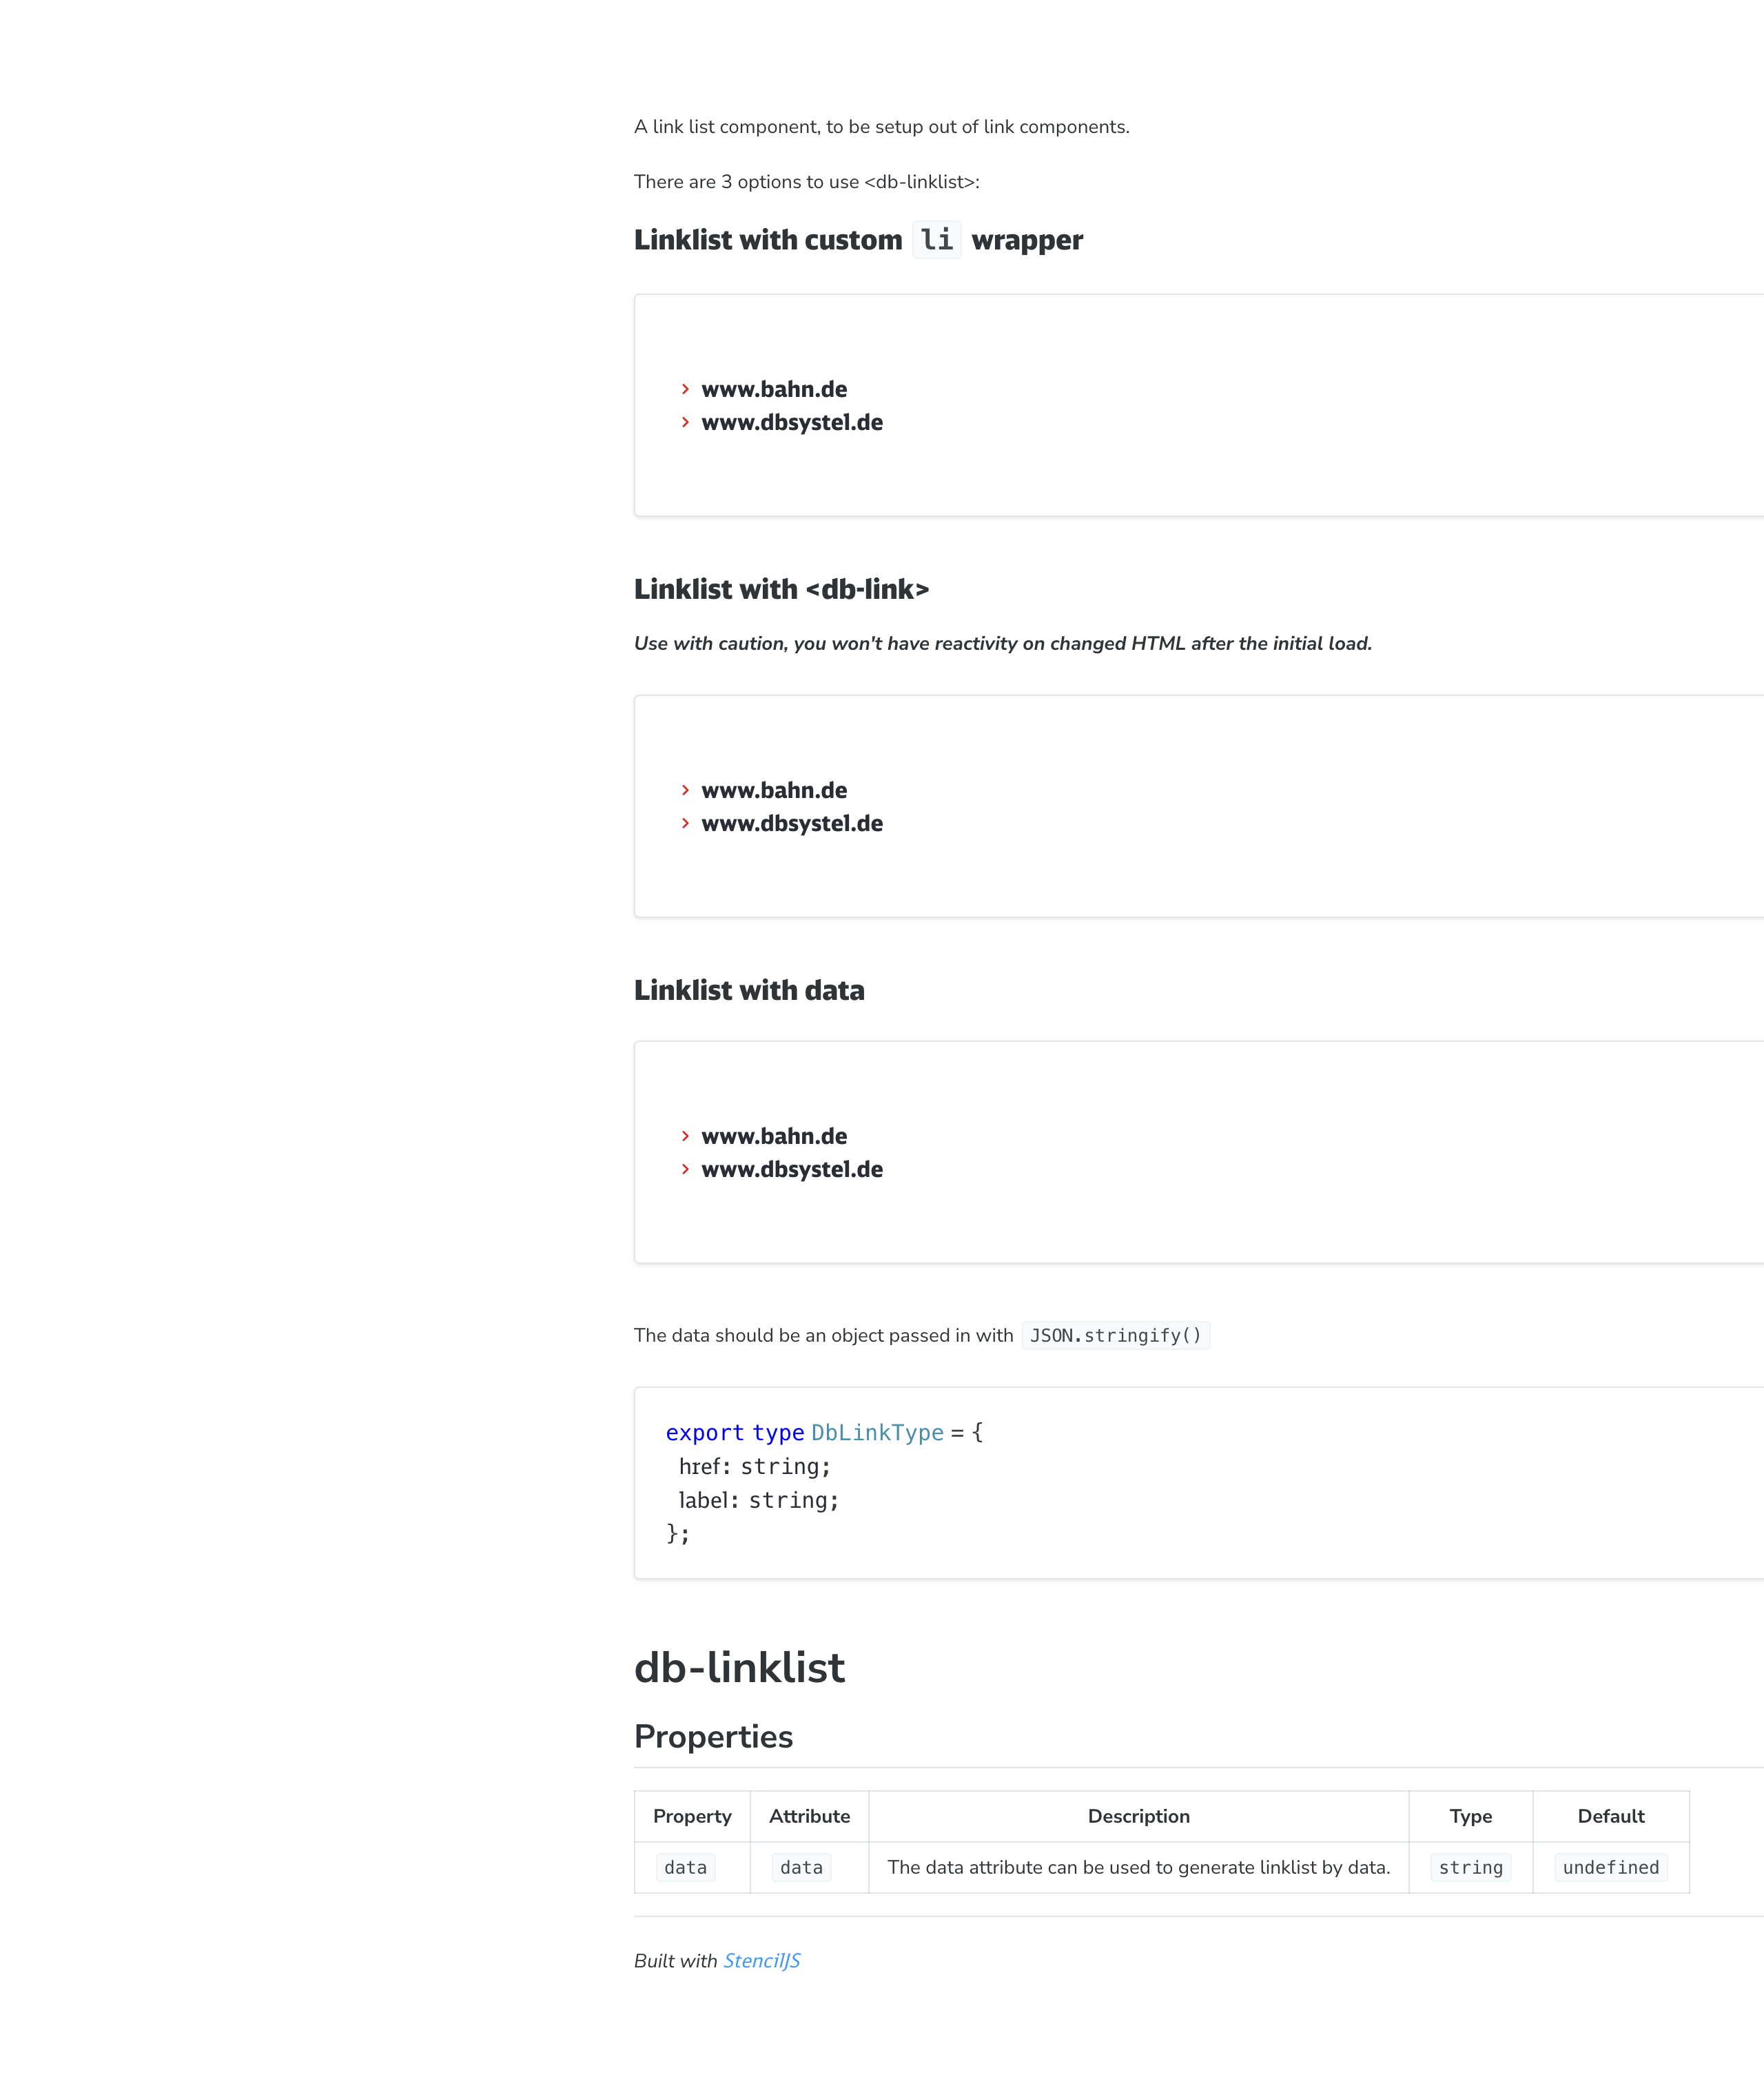 A link list component, to be setup out of link components.
There are 3 options to use <db-linklist>:
Linklist with custom li wrapper
www.bahn.de
www.dbsystel.de
Linklist with <db-link>
Use with caution, you won't have reactivity on changed HTML after the initial load.
www.bahn.de
www.dbsystel.de
Linklist with data
www.bahn.de
www.dbsystel.de
The data should be an object passed in with JSON.stringify()
export type DbLinkType = {
href: string;
label: string;
};
db-linklist
Properties
Property Attribute Description Type Default
data data The data attribute can be used to generate linklist by data. string undefined
Built with StencilJS